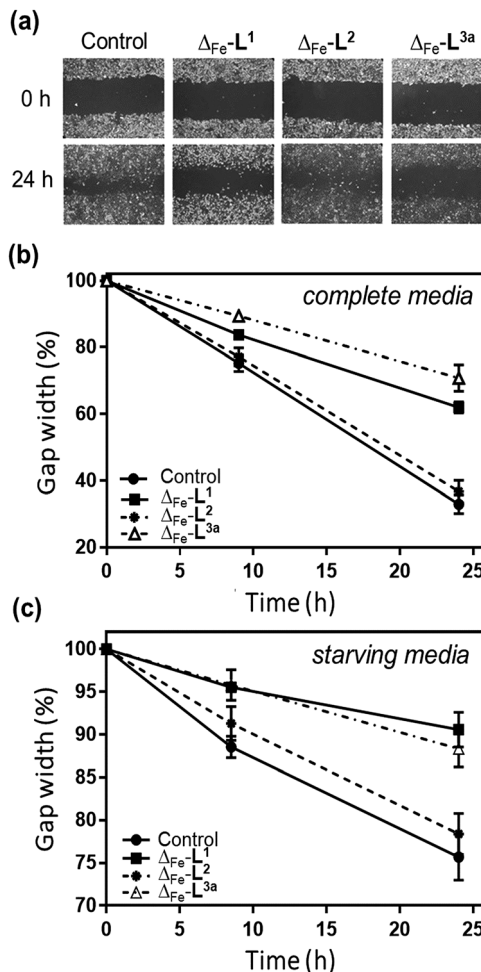 (a)
Control ΔFe-L¹ ΔFe-L² ΔFe-L³ᵃ
0 h
24 h
(b)
complete media
100
80
60
40
20
Gap width (%)
Control
ΔFe-L¹
ΔFe-L²
ΔFe-L³ᵃ
0 5 10 15 20 25
Time (h)
(c)
starving media
100
95
90
85
80
75
70
Gap width (%)
Control
ΔFe-L¹
ΔFe-L²
ΔFe-L³ᵃ
0 5 10 15 20 25
Time (h)